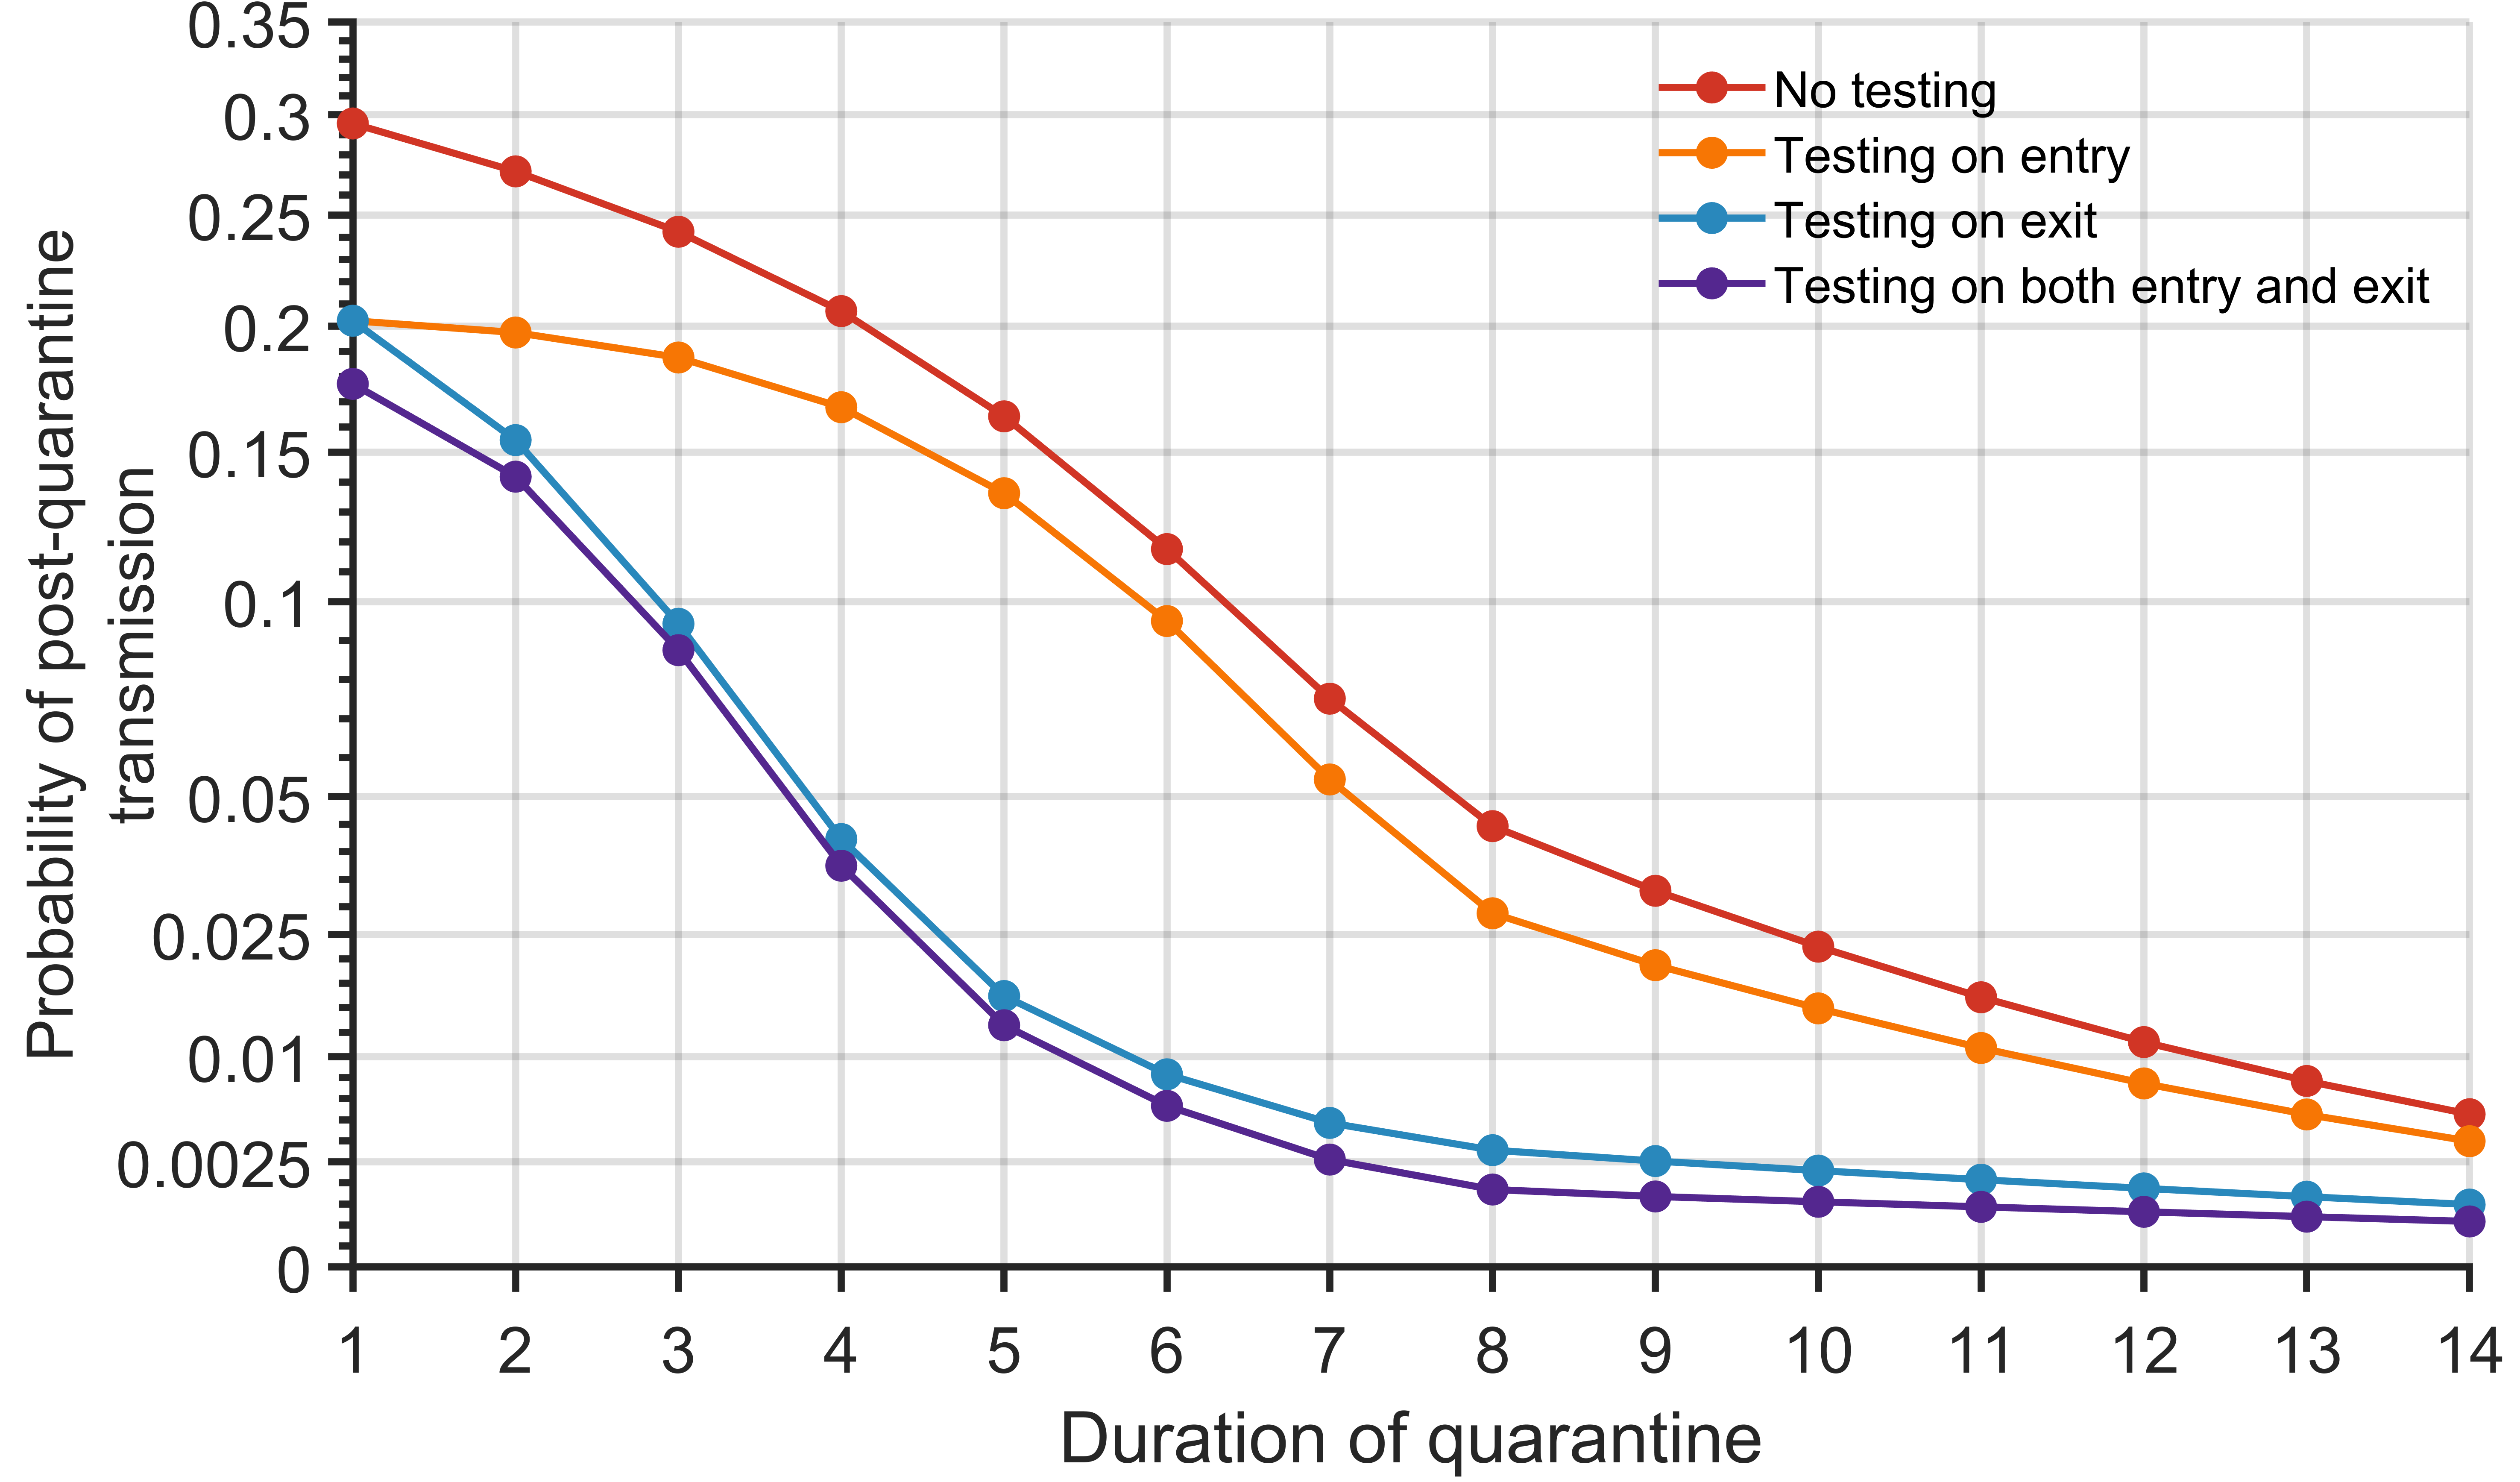 0.35
0.3
0.25
0.2
0.15
0.1
0.05
0.025
0.01
0.0025
0
Probability of post-quarantine
transmission
No testing
Testing on entry
Testing on exit
Testing on both entry and exit
1 2 3 4 5 6 7 8 9 10 11 12 13 14
Duration of quarantine